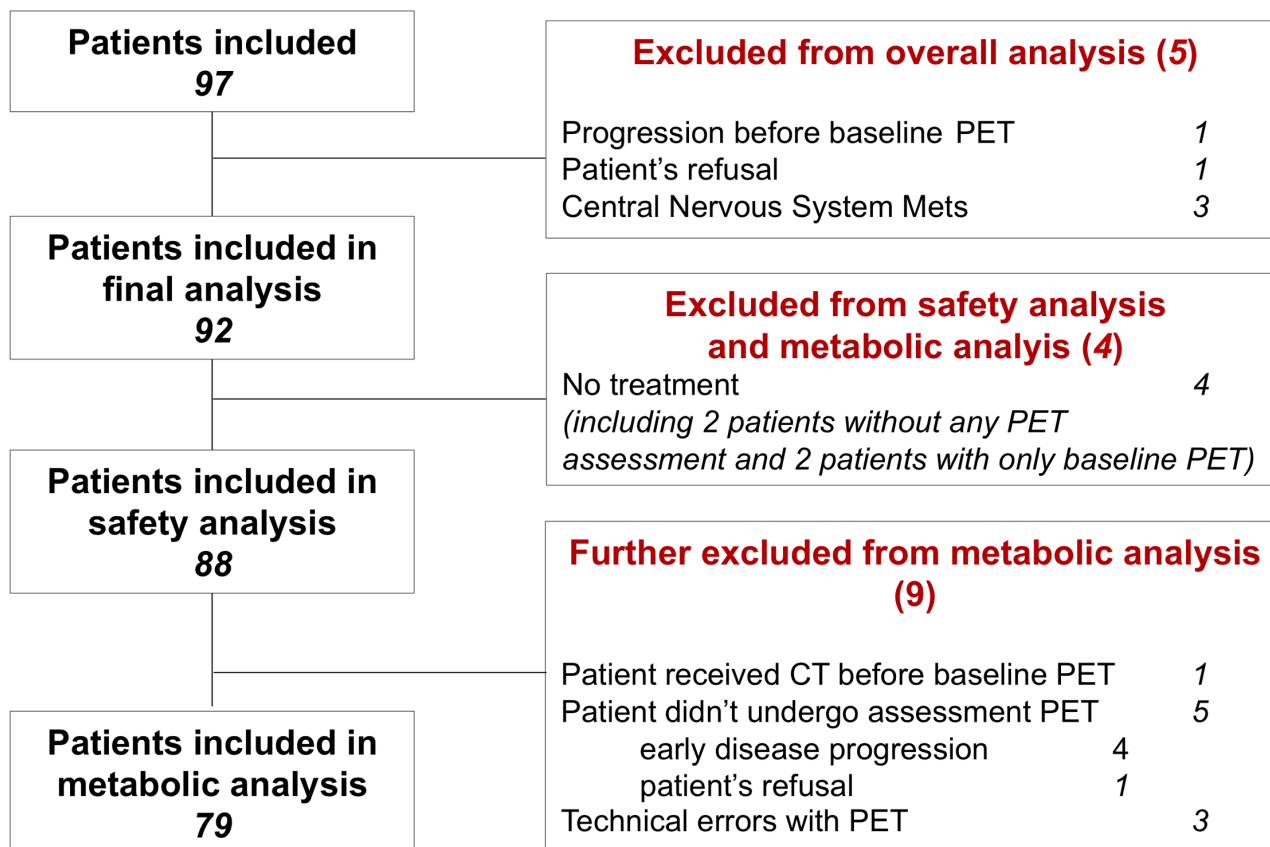 Patients included
97
Excluded from overall analysis (5)
Progression before baseline PET 1
Patient's refusal 1
Central Nervous System Mets 3
Patients included in
final analysis
92
Excluded from safety analysis
and metabolic analyis (4)
No treatment 4
(including 2 patients without any PET
assessment and 2 patients with only baseline PET)
Patients included in
safety analysis
88
Further excluded from metabolic analysis
(9)
Patient received CT before baseline PET 1
Patient didn't undergo assessment PET 5
early disease progression 4
patient's refusal 1
Technical errors with PET 3
Patients included in
metabolic analysis
79